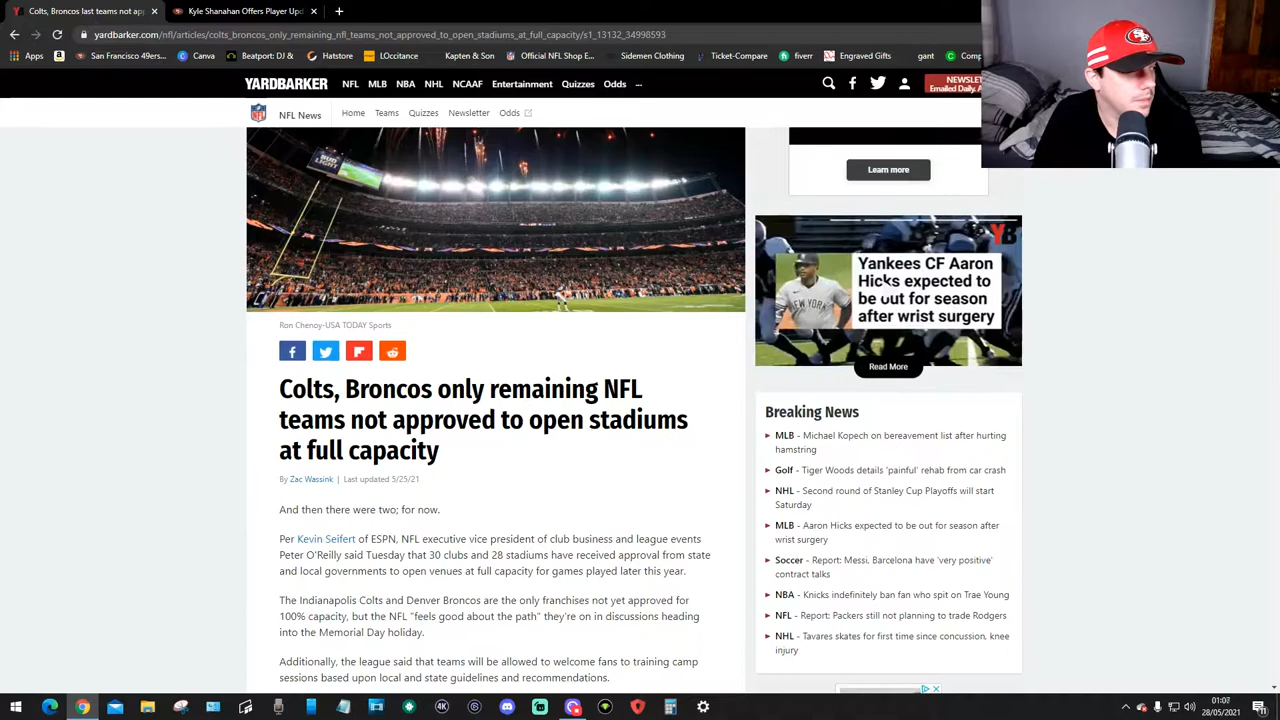 Colts, Broncos last teams not app
Kyle Shanahan Offers Player Upd
yardbarker.com/nfl/articles/colts_broncos_only_remaining_nfl_teams_not_approved_to_open_stadiums_at_full_capacity/s1_13132_34998593
Apps San Francisco 49ers... Canva Beatport: DJ & Hatstore LOccitance Kapten & Son Official NFL Shop E... Sidemen Clothing Ticket-Compare fiverr Engraved Gifts gant
YARDBARKER NFL MLB NBA NHL NCAAF Entertainment Quizzes Odds ...
NEWSLET
Emailed Daily.
NFL News Home Teams Quizzes Newsletter Odds
BUD LIGHT
Learn more
YB
Yankees CF Aaron
Hicks expected to
be out for season
after wrist surgery
NEW YORK
Read More
Ron Chenoy-USA TODAY Sports
Colts, Broncos only remaining NFL
teams not approved to open stadiums
at full capacity
By Zac Wassink | Last updated 5/25/21
And then there were two; for now.
Per Kevin Seifert of ESPN, NFL executive vice president of club business and league events
Peter O'Reilly said Tuesday that 30 clubs and 28 stadiums have received approval from state
and local governments to open venues at full capacity for games played later this year.
The Indianapolis Colts and Denver Broncos are the only franchises not yet approved for
100% capacity, but the NFL "feels good about the path" they're on in discussions heading
into the Memorial Day holiday.
Additionally, the league said that teams will be allowed to welcome fans to training camp
sessions based upon local and state guidelines and recommendations.
Breaking News
MLB - Michael Kopech on bereavement list after hurting
hamstring
Golf - Tiger Woods details 'painful' rehab from car crash
NHL - Second round of Stanley Cup Playoffs will start
Saturday
MLB - Aaron Hicks expected to be out for season after
wrist surgery
Soccer - Report: Messi, Barcelona have 'very positive'
contract talks
NBA - Knicks indefinitely ban fan who spit on Trae Young
NFL - Report: Packers still not planning to trade Rodgers
NHL - Tavares skates for first time since concussion, knee
injury
01:07
28/05/2021